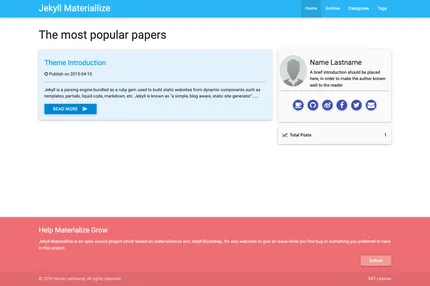 Jekyll Materiallize
Home Archive Categories Tags
The most popular papers
Theme Introduction
Publish on 2015-04-10
Jekyll is a parsing engine bundled as a ruby gem used to build static websites from dynamic components such as
templates, partials, liquid code, markdown, etc. Jekyll is known as "a simple, blog aware, static site generator"......
READ MORE
Name Lastname
A brief introduction should be placed
here, in order to make the author known
well to the reader
Total Posts 1
Help Materialize Grow
Jekyll-Materiallize is an open source project which based on materializecss and Jekyll-Bootstrap, it's very welcome to give an issue while you find bug or something you preferred to have
in this project.
Github
© 2015 Name Lastname, All rights reserved.
MIT License